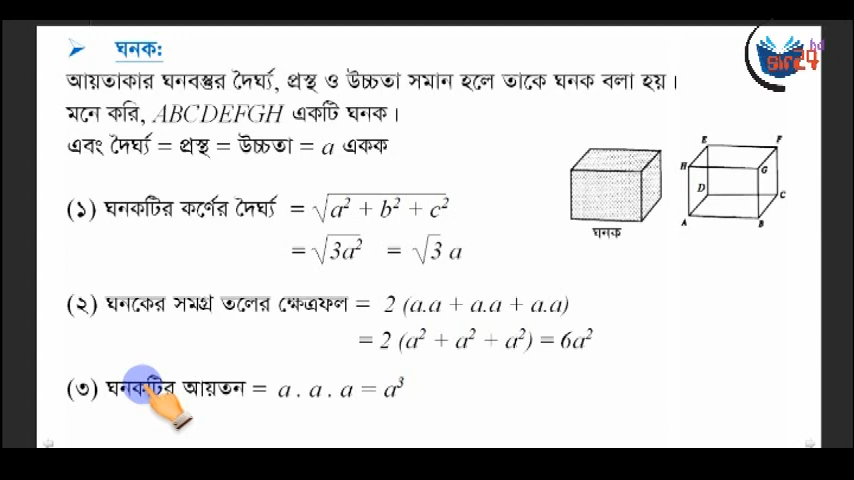 ঘনক:
আয়তাকার ঘনবস্তুর দৈর্ঘ্য, প্রস্থ ও উচ্চতা সমান হলে তাকে ঘনক বলা হয়।
মনে করি, ABCDEFGH একটি ঘনক।
এবং দৈর্ঘ্য = প্রস্থ = উচ্চতা = a একক
(১) ঘনকটির কর্ণের দৈর্ঘ্য = √(a² + b² + c²)
= √(3a²) = √3 a
(২) ঘনকের সমগ্র তলের ক্ষেত্রফল = 2 (a.a + a.a + a.a)
= 2 (a² + a² + a²) = 6a²
(৩) ঘনকটির আয়তন = a . a . a = a³
ঘনক
E F
H G
D C
A B
sir24
bd